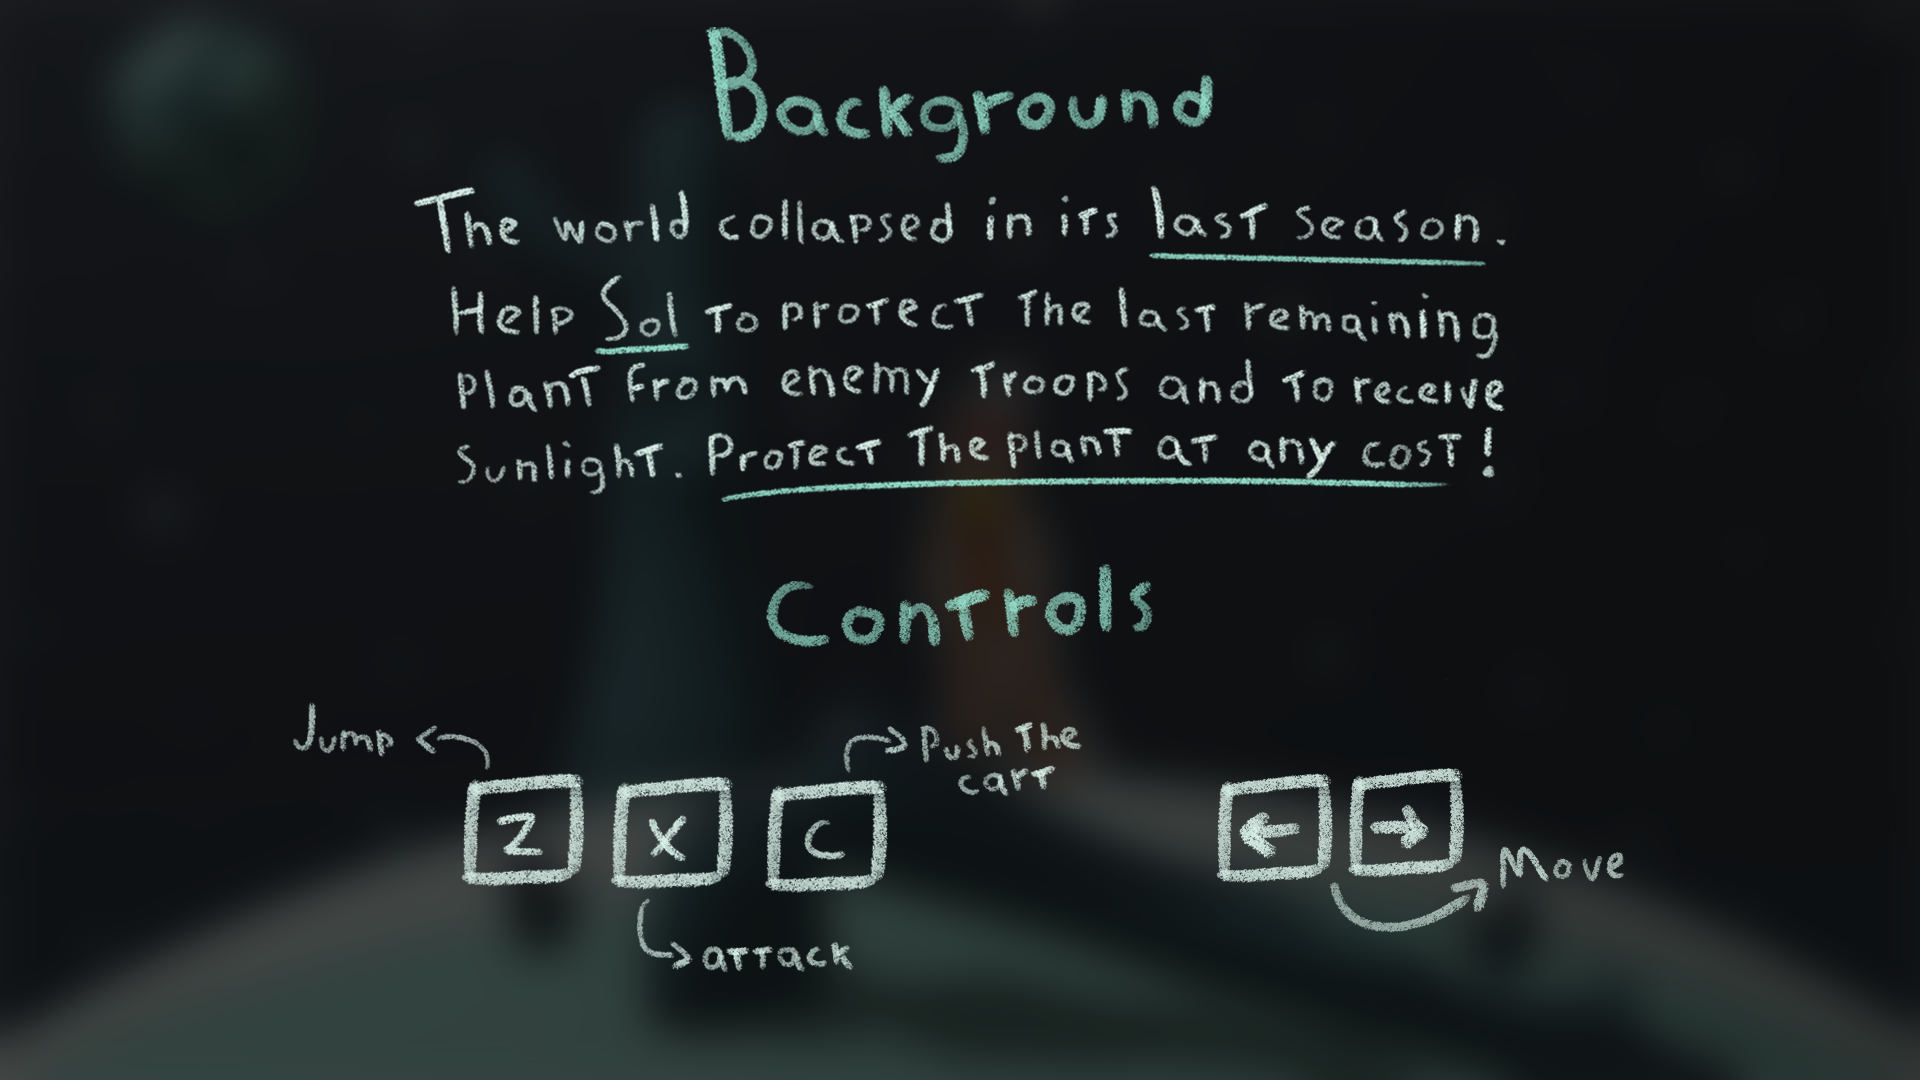 Background
The world collapsed in its last season.
Help Sol to protect the last remaining
plant from enemy troops and to receive
sunlight. Protect the plant at any cost!
Controls
Jump
Push the
cart
Z X C ← →
Move
attack